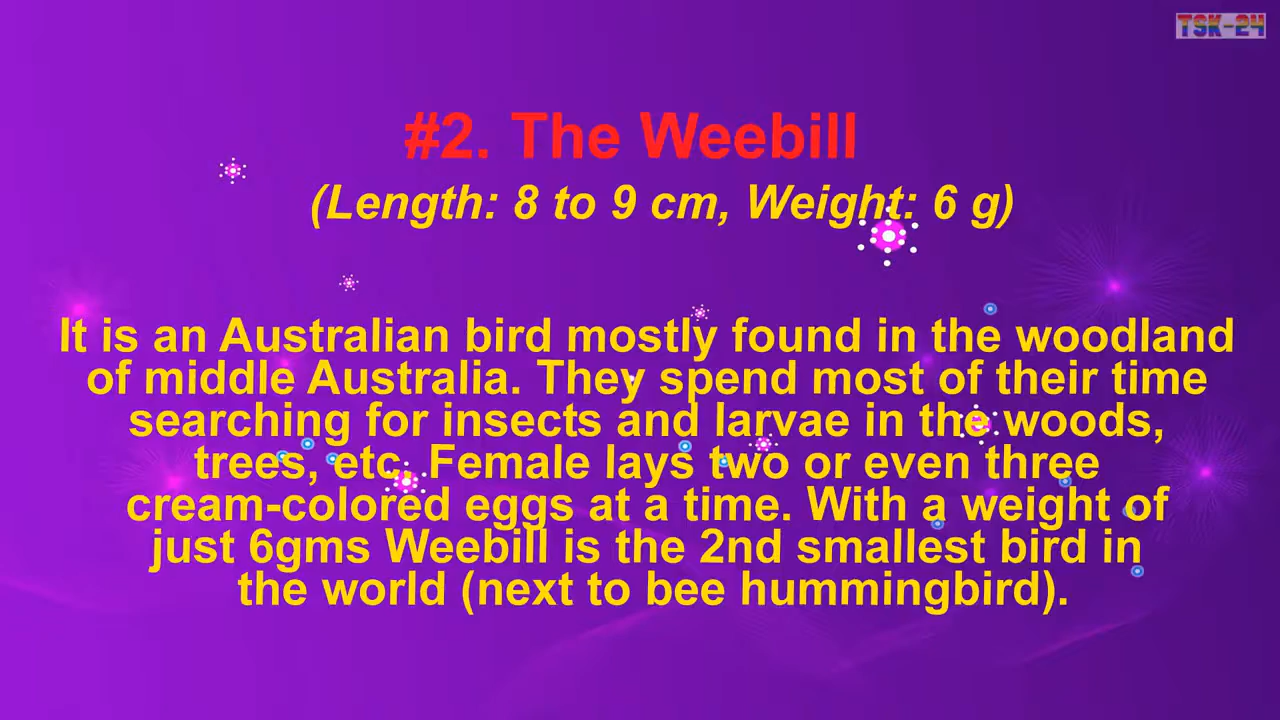 TSK-24
#2. The Weebill
(Length: 8 to 9 cm, Weight: 6 g)
It is an Australian bird mostly found in the woodland
of middle Australia. They spend most of their time
searching for insects and larvae in the woods,
trees, etc. Female lays two or even three
cream-colored eggs at a time. With a weight of
just 6gms Weebill is the 2nd smallest bird in
the world (next to bee hummingbird).